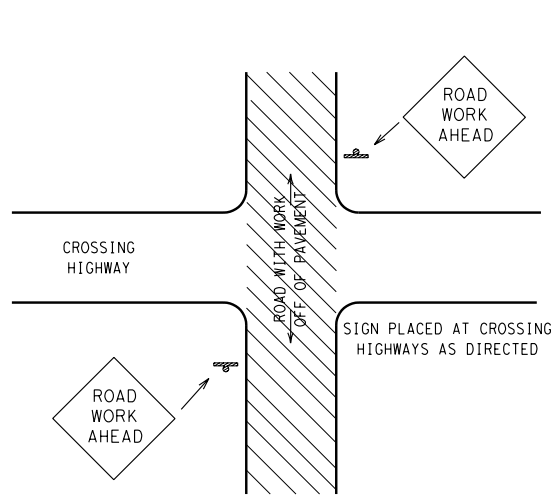 ROAD
WORK
AHEAD
ROAD WITH WORK
OFF OF PAVEMENT
CROSSING
HIGHWAY
SIGN PLACED AT CROSSING
HIGHWAYS AS DIRECTED
ROAD
WORK
AHEAD